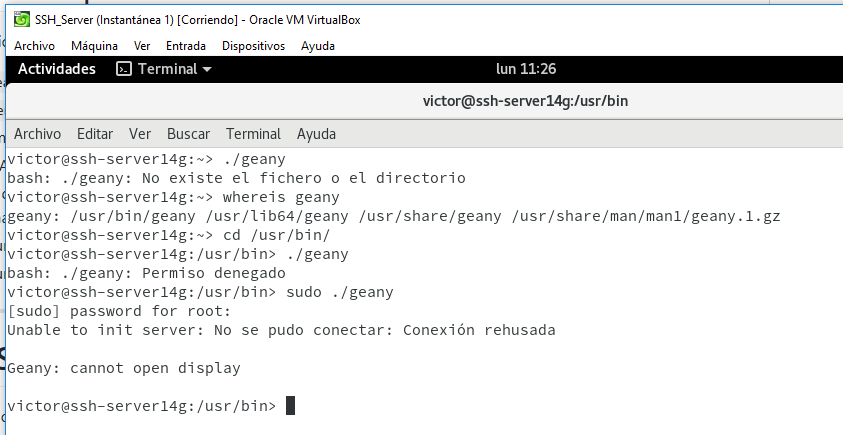 SSH_Server (Instantánea 1) [Corriendo] - Oracle VM VirtualBox
Archivo Máquina Ver Entrada Dispositivos Ayuda
Actividades Terminal lun 11:26
victor@ssh-server14g:/usr/bin
Archivo Editar Ver Buscar Terminal Ayuda
victor@ssh-server14g:~> ./geany
bash: ./geany: No existe el fichero o el directorio
victor@ssh-server14g:~> whereis geany
geany: /usr/bin/geany /usr/lib64/geany /usr/share/geany /usr/share/man/man1/geany.1.gz
victor@ssh-server14g:~> cd /usr/bin/
victor@ssh-server14g:/usr/bin> ./geany
bash: ./geany: Permiso denegado
victor@ssh-server14g:/usr/bin> sudo ./geany
[sudo] password for root:
Unable to init server: No se pudo conectar: Conexión rehusada
Geany: cannot open display
victor@ssh-server14g:/usr/bin>